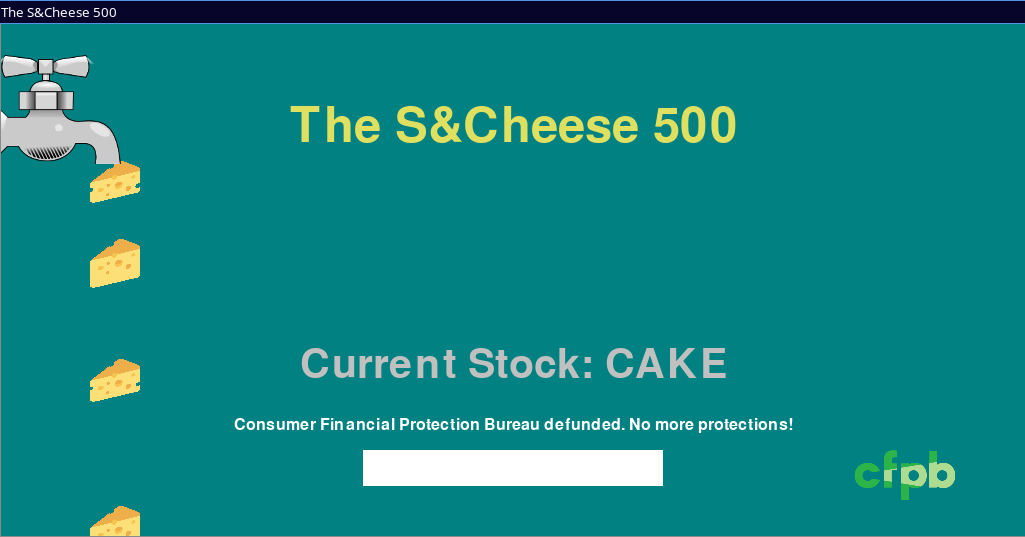 The S&Cheese 500
The S&Cheese 500
Current Stock: CAKE
Consumer Financial Protection Bureau defunded. No more protections!
cfpb